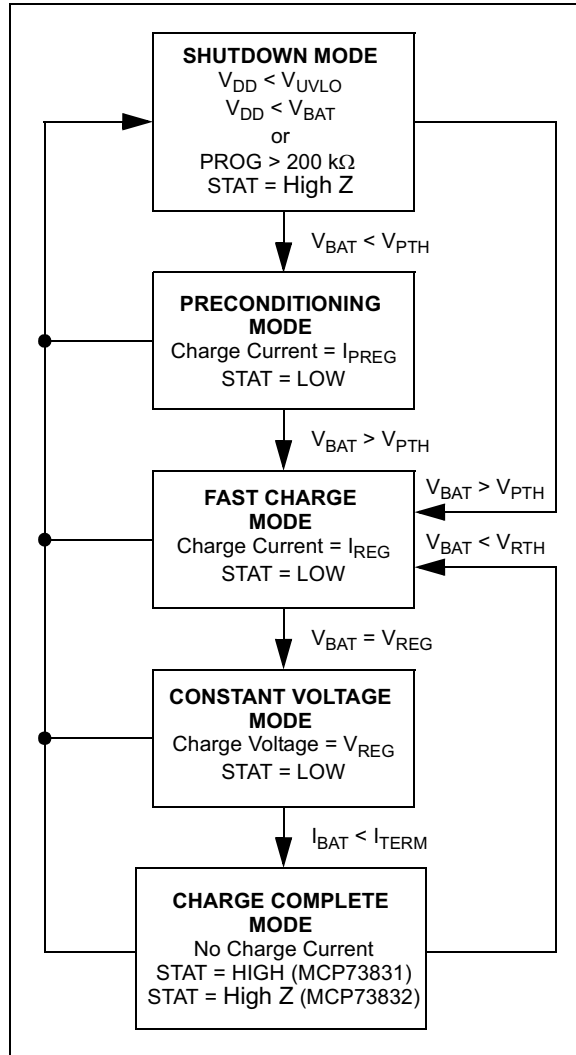 SHUTDOWN MODE
VDD < VUVLO
VDD < VBAT
or
PROG > 200 kΩ
STAT = High Z
VBAT < VPTH
PRECONDITIONING
MODE
Charge Current = IPREG
STAT = LOW
VBAT > VPTH
VBAT > VPTH
FAST CHARGE
MODE
Charge Current = IREG
STAT = LOW
VBAT < VRTH
VBAT = VREG
CONSTANT VOLTAGE
MODE
Charge Voltage = VREG
STAT = LOW
IBAT < ITERM
CHARGE COMPLETE
MODE
No Charge Current
STAT = HIGH (MCP73831)
STAT = High Z (MCP73832)